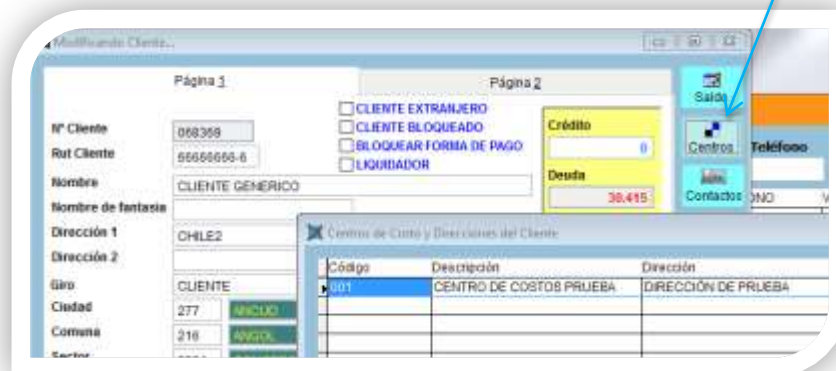 Modificando Cliente...
Página 1 Página 2
Saldo
CLIENTE EXTRANJERO
CLIENTE BLOQUEADO
BLOQUEAR FORMA DE PAGO
LIQUIDADOR
Nº Cliente 068369
Rut Cliente 66666666-6
Nombre CLIENTE GENERICO
Nombre de fantasia
Dirección 1 CHILE2
Dirección 2
Giro CLIENTE
Ciudad 277 ANCUD
Comuna 216 ANGOL
Sector
Crédito
0
Deuda
38.415
Centros
Contactos
Teléfono
Centros de Costo y Direcciones del Cliente
Código Descripción Dirección
001 CENTRO DE COSTOS PRUEBA DIRECCIÓN DE PRUEBA